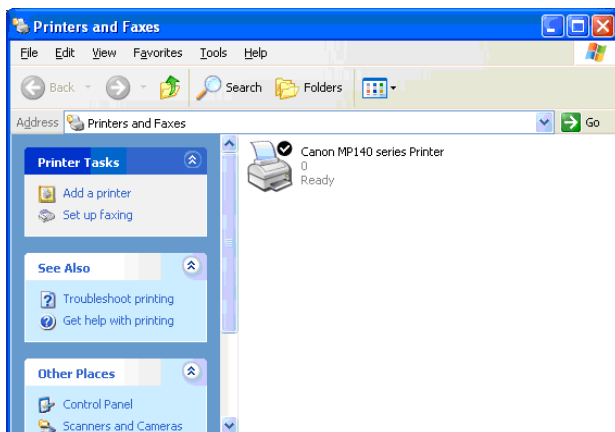 Printers and Faxes
File Edit View Favorites Tools Help
Back Search Folders
Address Printers and Faxes Go
Printer Tasks
Add a printer
Set up faxing
See Also
Troubleshoot printing
Get help with printing
Other Places
Control Panel
Scanners and Cameras
Canon MP140 series Printer
0
Ready